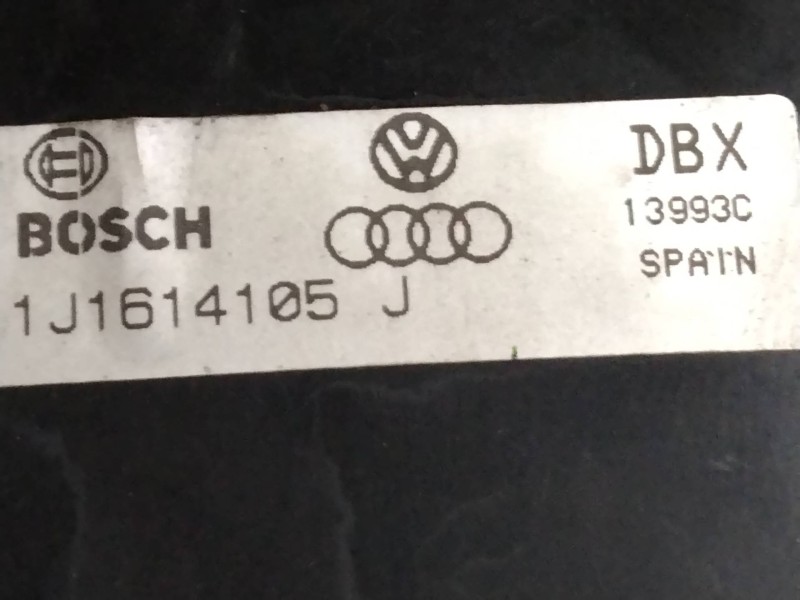 BOSCH
1J1614105 J
DBX
13993C
SPAIN